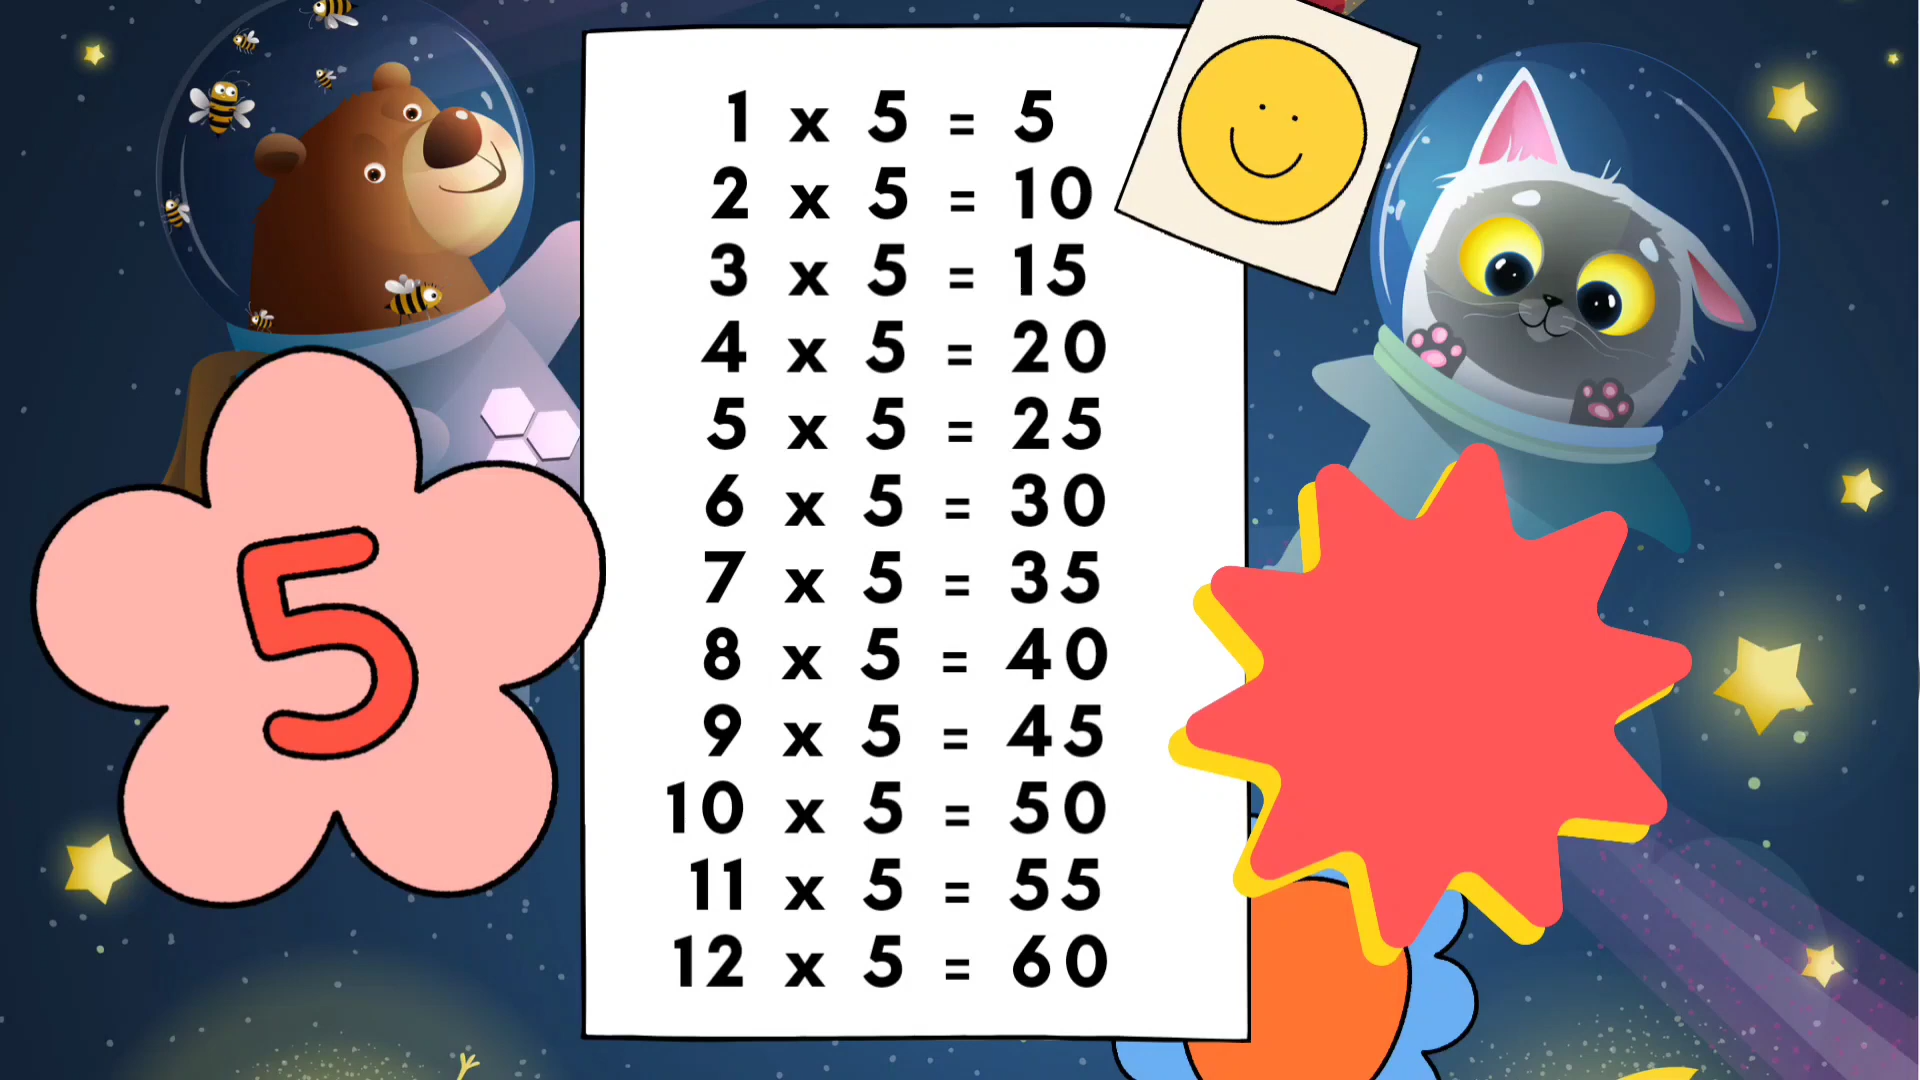 1 x 5 = 5
2 x 5 = 10
3 x 5 = 15
4 x 5 = 20
5 x 5 = 25
6 x 5 = 30
7 x 5 = 35
8 x 5 = 40
9 x 5 = 45
10 x 5 = 50
11 x 5 = 55
12 x 5 = 60
5